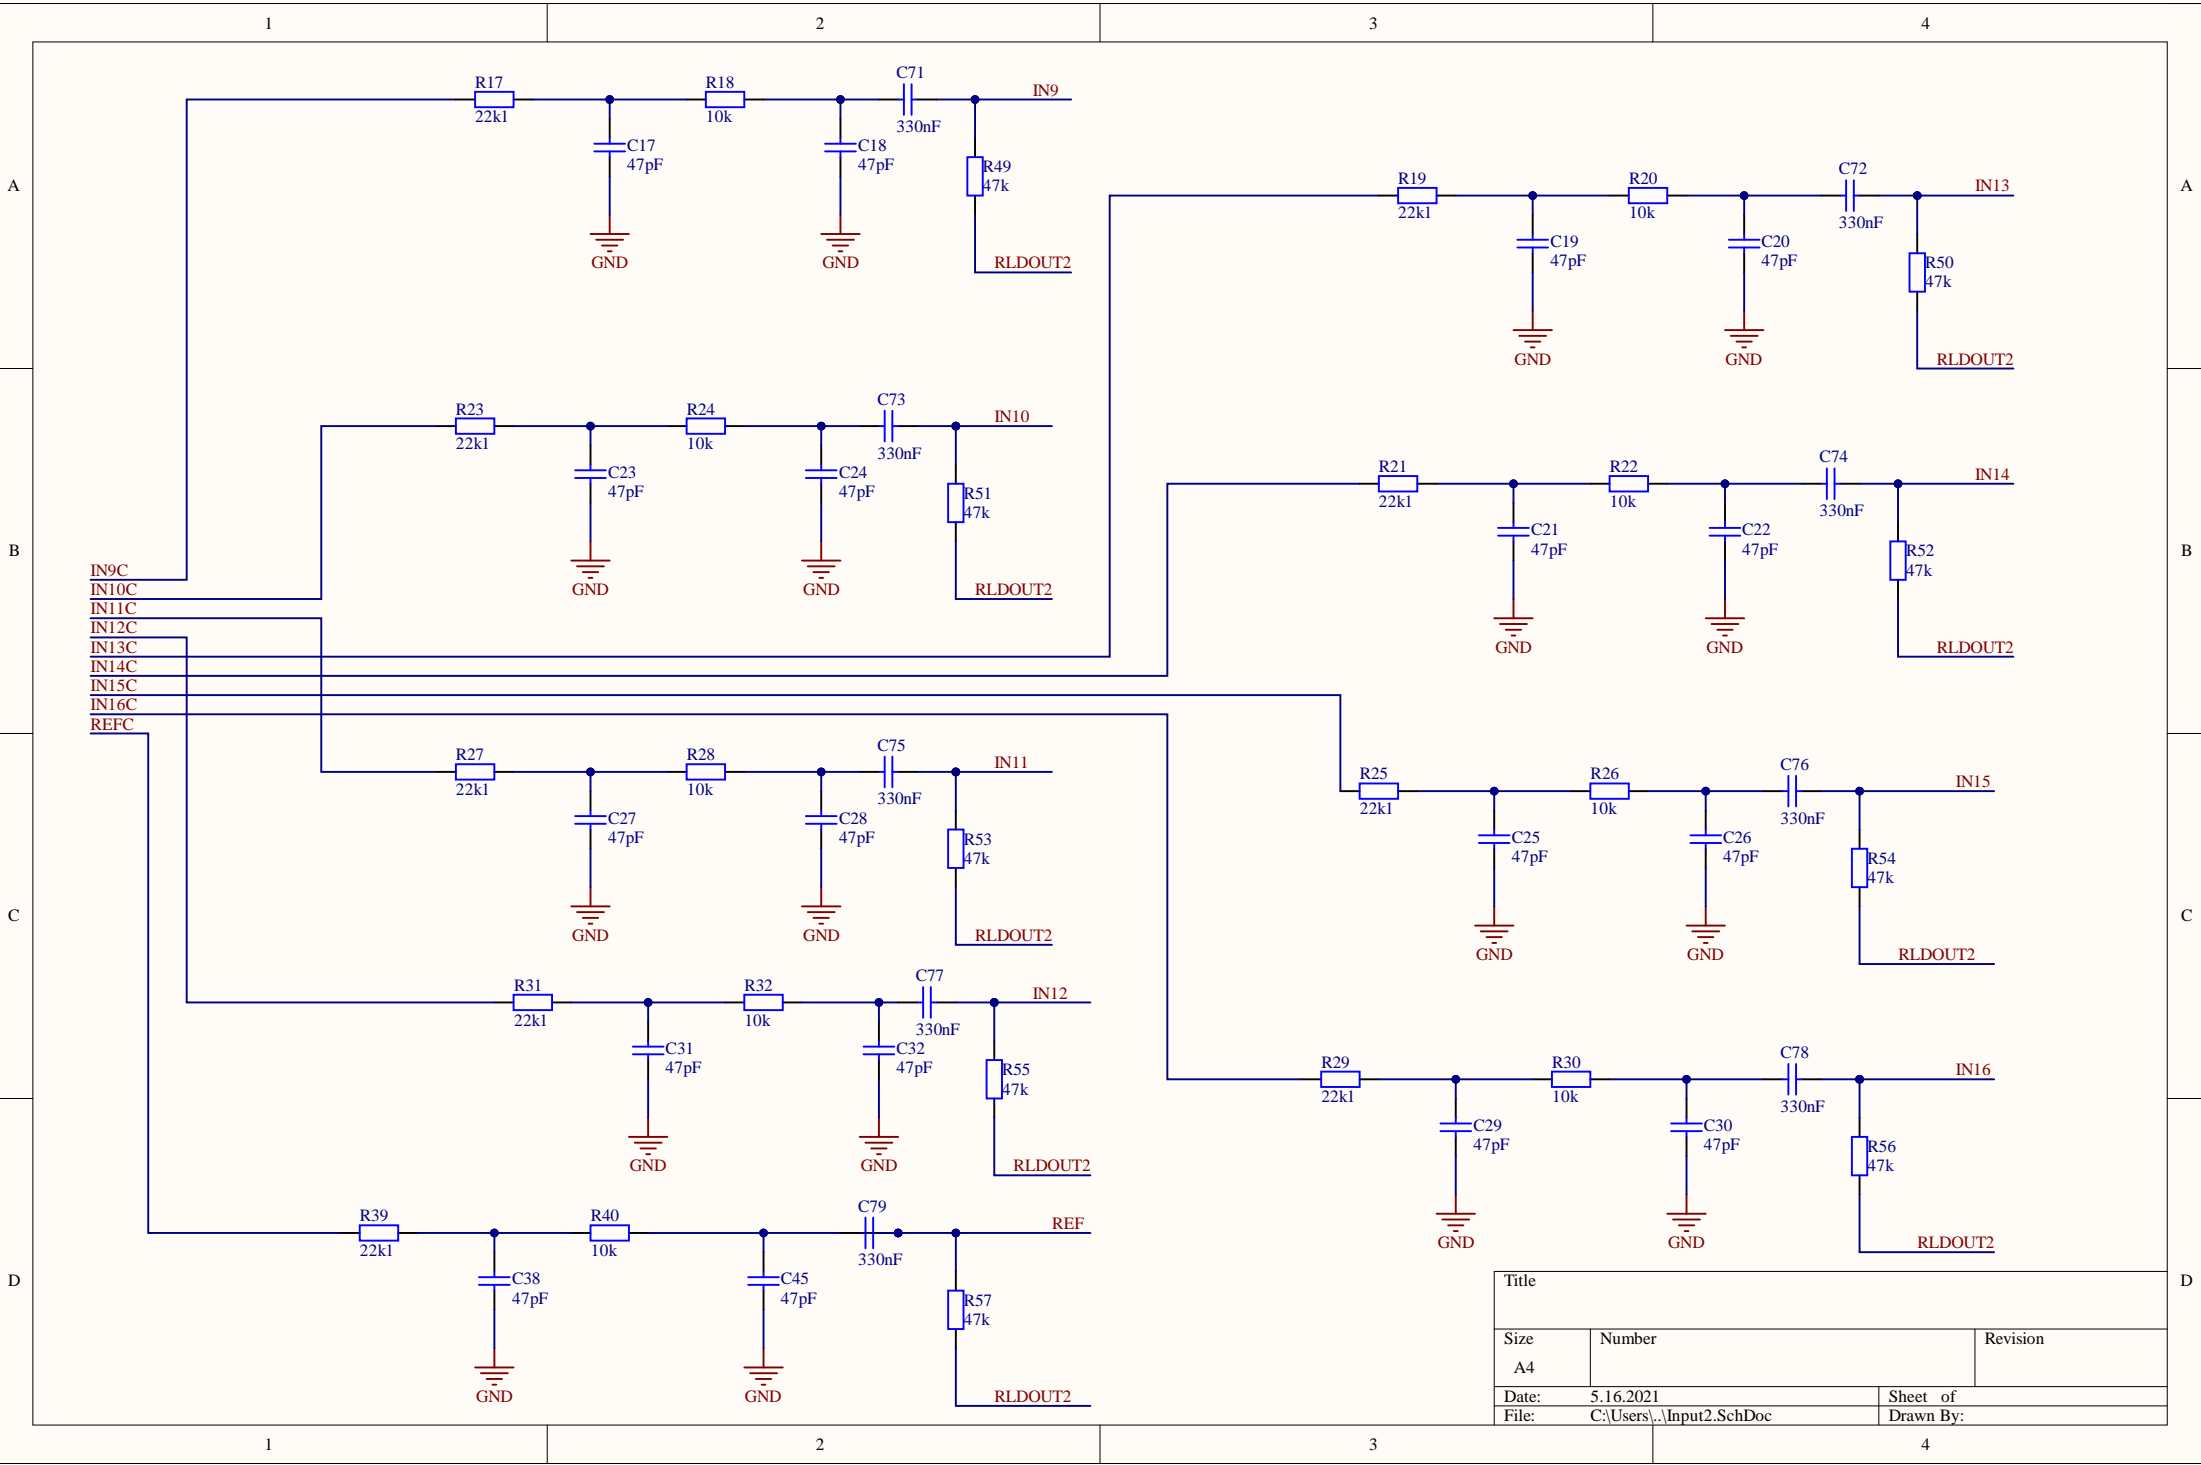 1 2 3 4
A A
B B
C C
D D
1 2 3 4
R17
22k1
C17
47pF
GND
R18
10k
C18
47pF
GND
C71
330nF
IN9
R49
47k
RLDOUT2
R19
22k1
C19
47pF
GND
R20
10k
C20
47pF
GND
C72
330nF
IN13
R50
47k
RLDOUT2
R23
22k1
C23
47pF
GND
R24
10k
C24
47pF
GND
C73
330nF
IN10
R51
47k
RLDOUT2
R21
22k1
C21
47pF
GND
R22
10k
C22
47pF
GND
C74
330nF
IN14
R52
47k
RLDOUT2
IN9C
IN10C
IN11C
IN12C
IN13C
IN14C
IN15C
IN16C
REFC
R27
22k1
C27
47pF
GND
R28
10k
C28
47pF
GND
C75
330nF
IN11
R53
47k
RLDOUT2
R25
22k1
C25
47pF
GND
R26
10k
C26
47pF
GND
C76
330nF
IN15
R54
47k
RLDOUT2
R31
22k1
C31
47pF
GND
R32
10k
C32
47pF
GND
C77
330nF
IN12
R55
47k
RLDOUT2
R29
22k1
C29
47pF
GND
R30
10k
C30
47pF
GND
C78
330nF
IN16
R56
47k
RLDOUT2
R39
22k1
C38
47pF
GND
R40
10k
C45
47pF
GND
C79
330nF
REF
R57
47k
RLDOUT2
Title
Size Number Revision
A4
Date: 5.16.2021 Sheet of
File: C:\Users\..\Input2.SchDoc Drawn By: